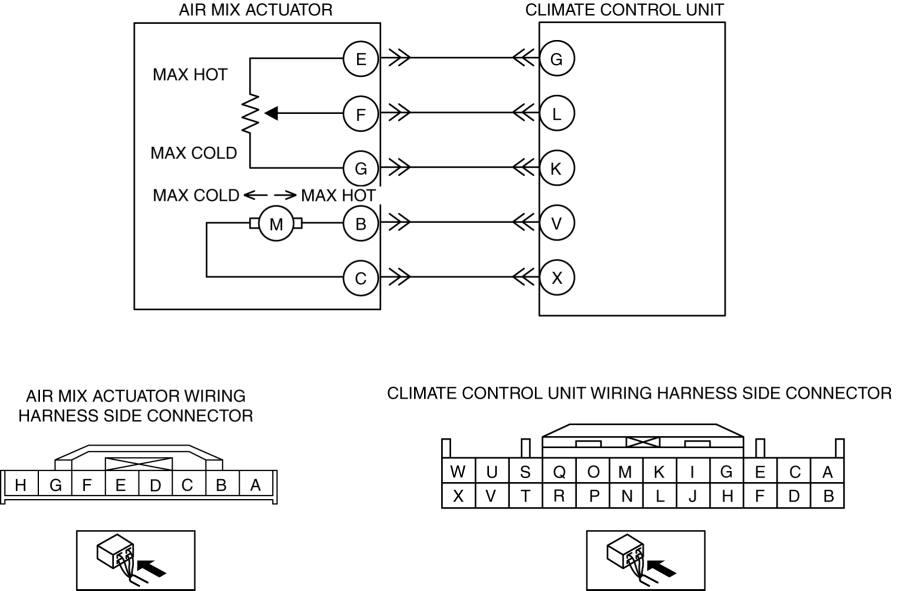 AIR MIX ACTUATOR
CLIMATE CONTROL UNIT
MAX HOT
MAX COLD
MAX COLD MAX HOT
M
E
F
G
B
C
G
L
K
V
X
AIR MIX ACTUATOR WIRING
HARNESS SIDE CONNECTOR
H G F E D C B A
CLIMATE CONTROL UNIT WIRING HARNESS SIDE CONNECTOR
W U S Q O M K I G E C A
X V T R P N L J H F D B